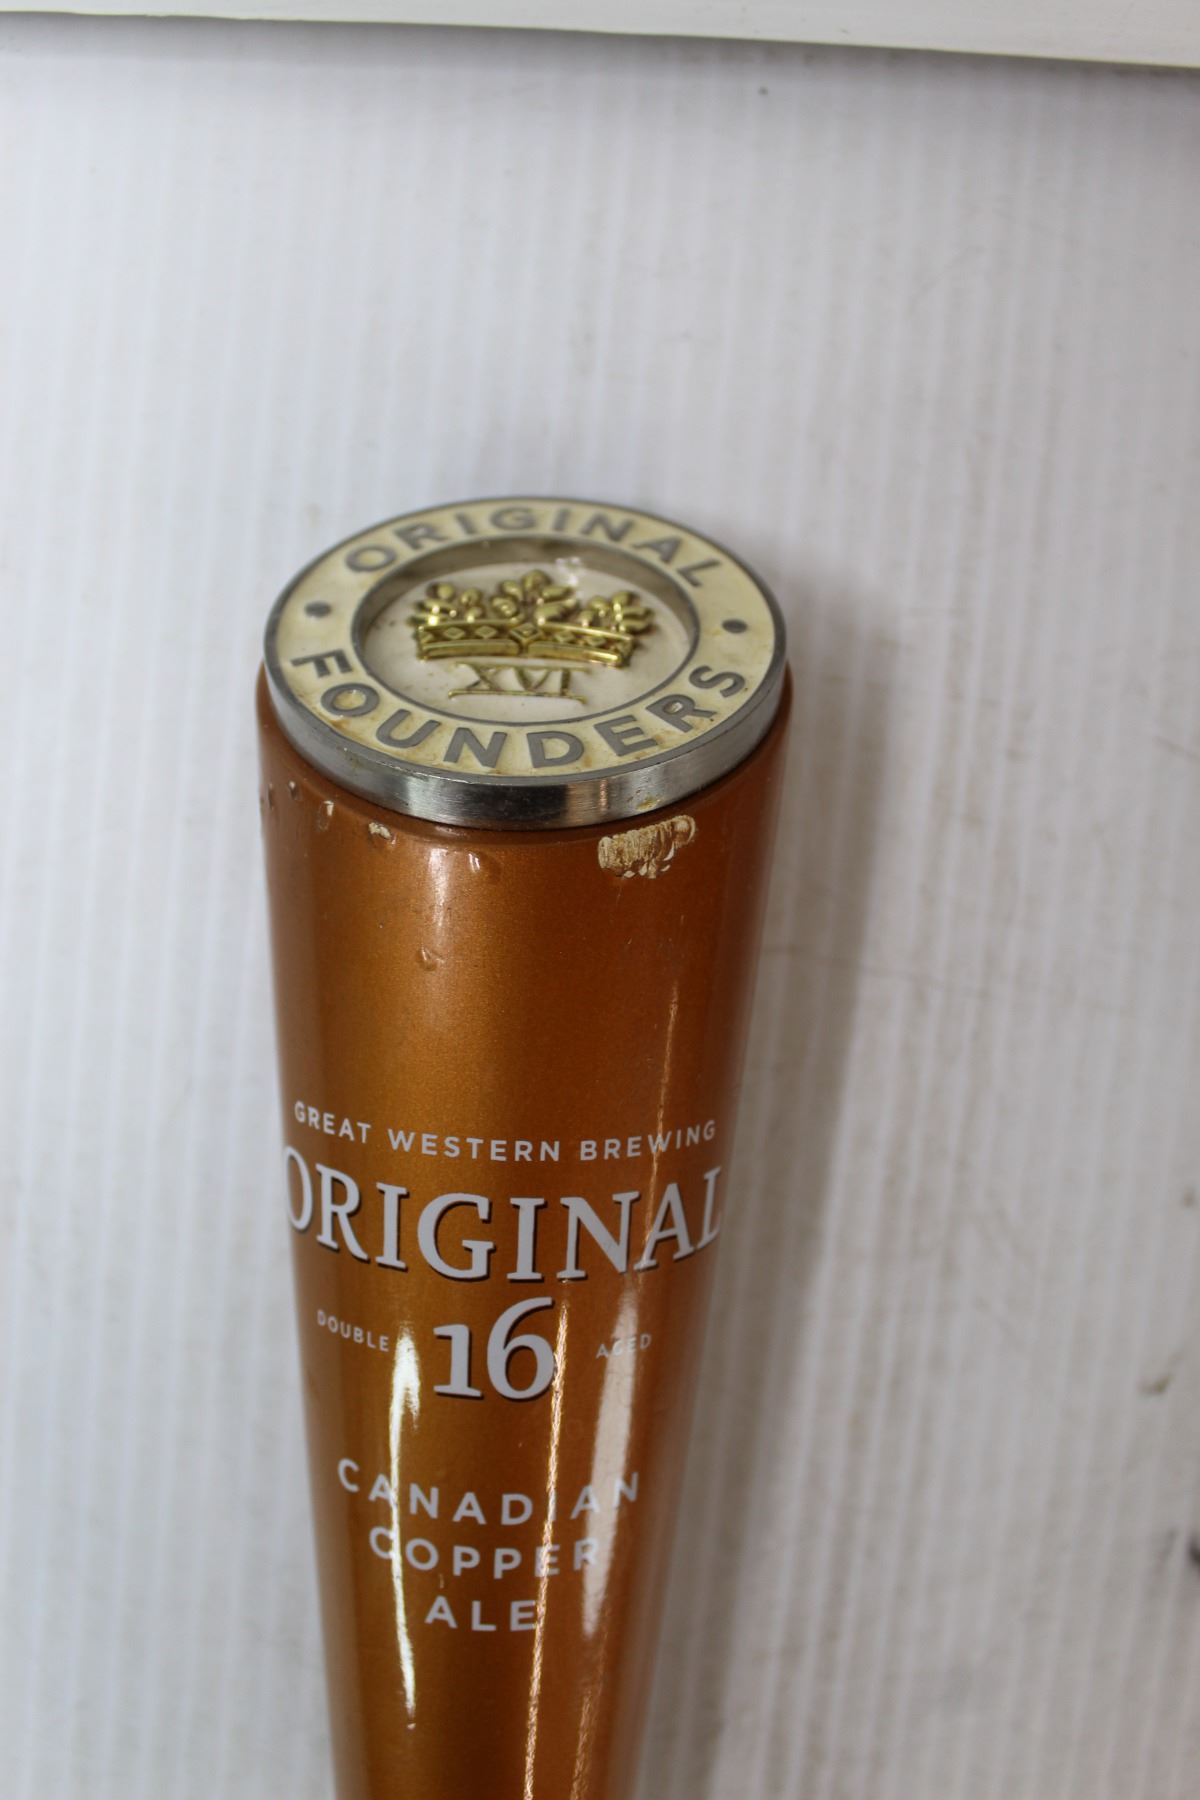 ORIGINAL
XVI
FOUNDERS
GREAT WESTERN BREWING
ORIGINAL
DOUBLE 16 AGED
CANADIAN
COPPER
ALE